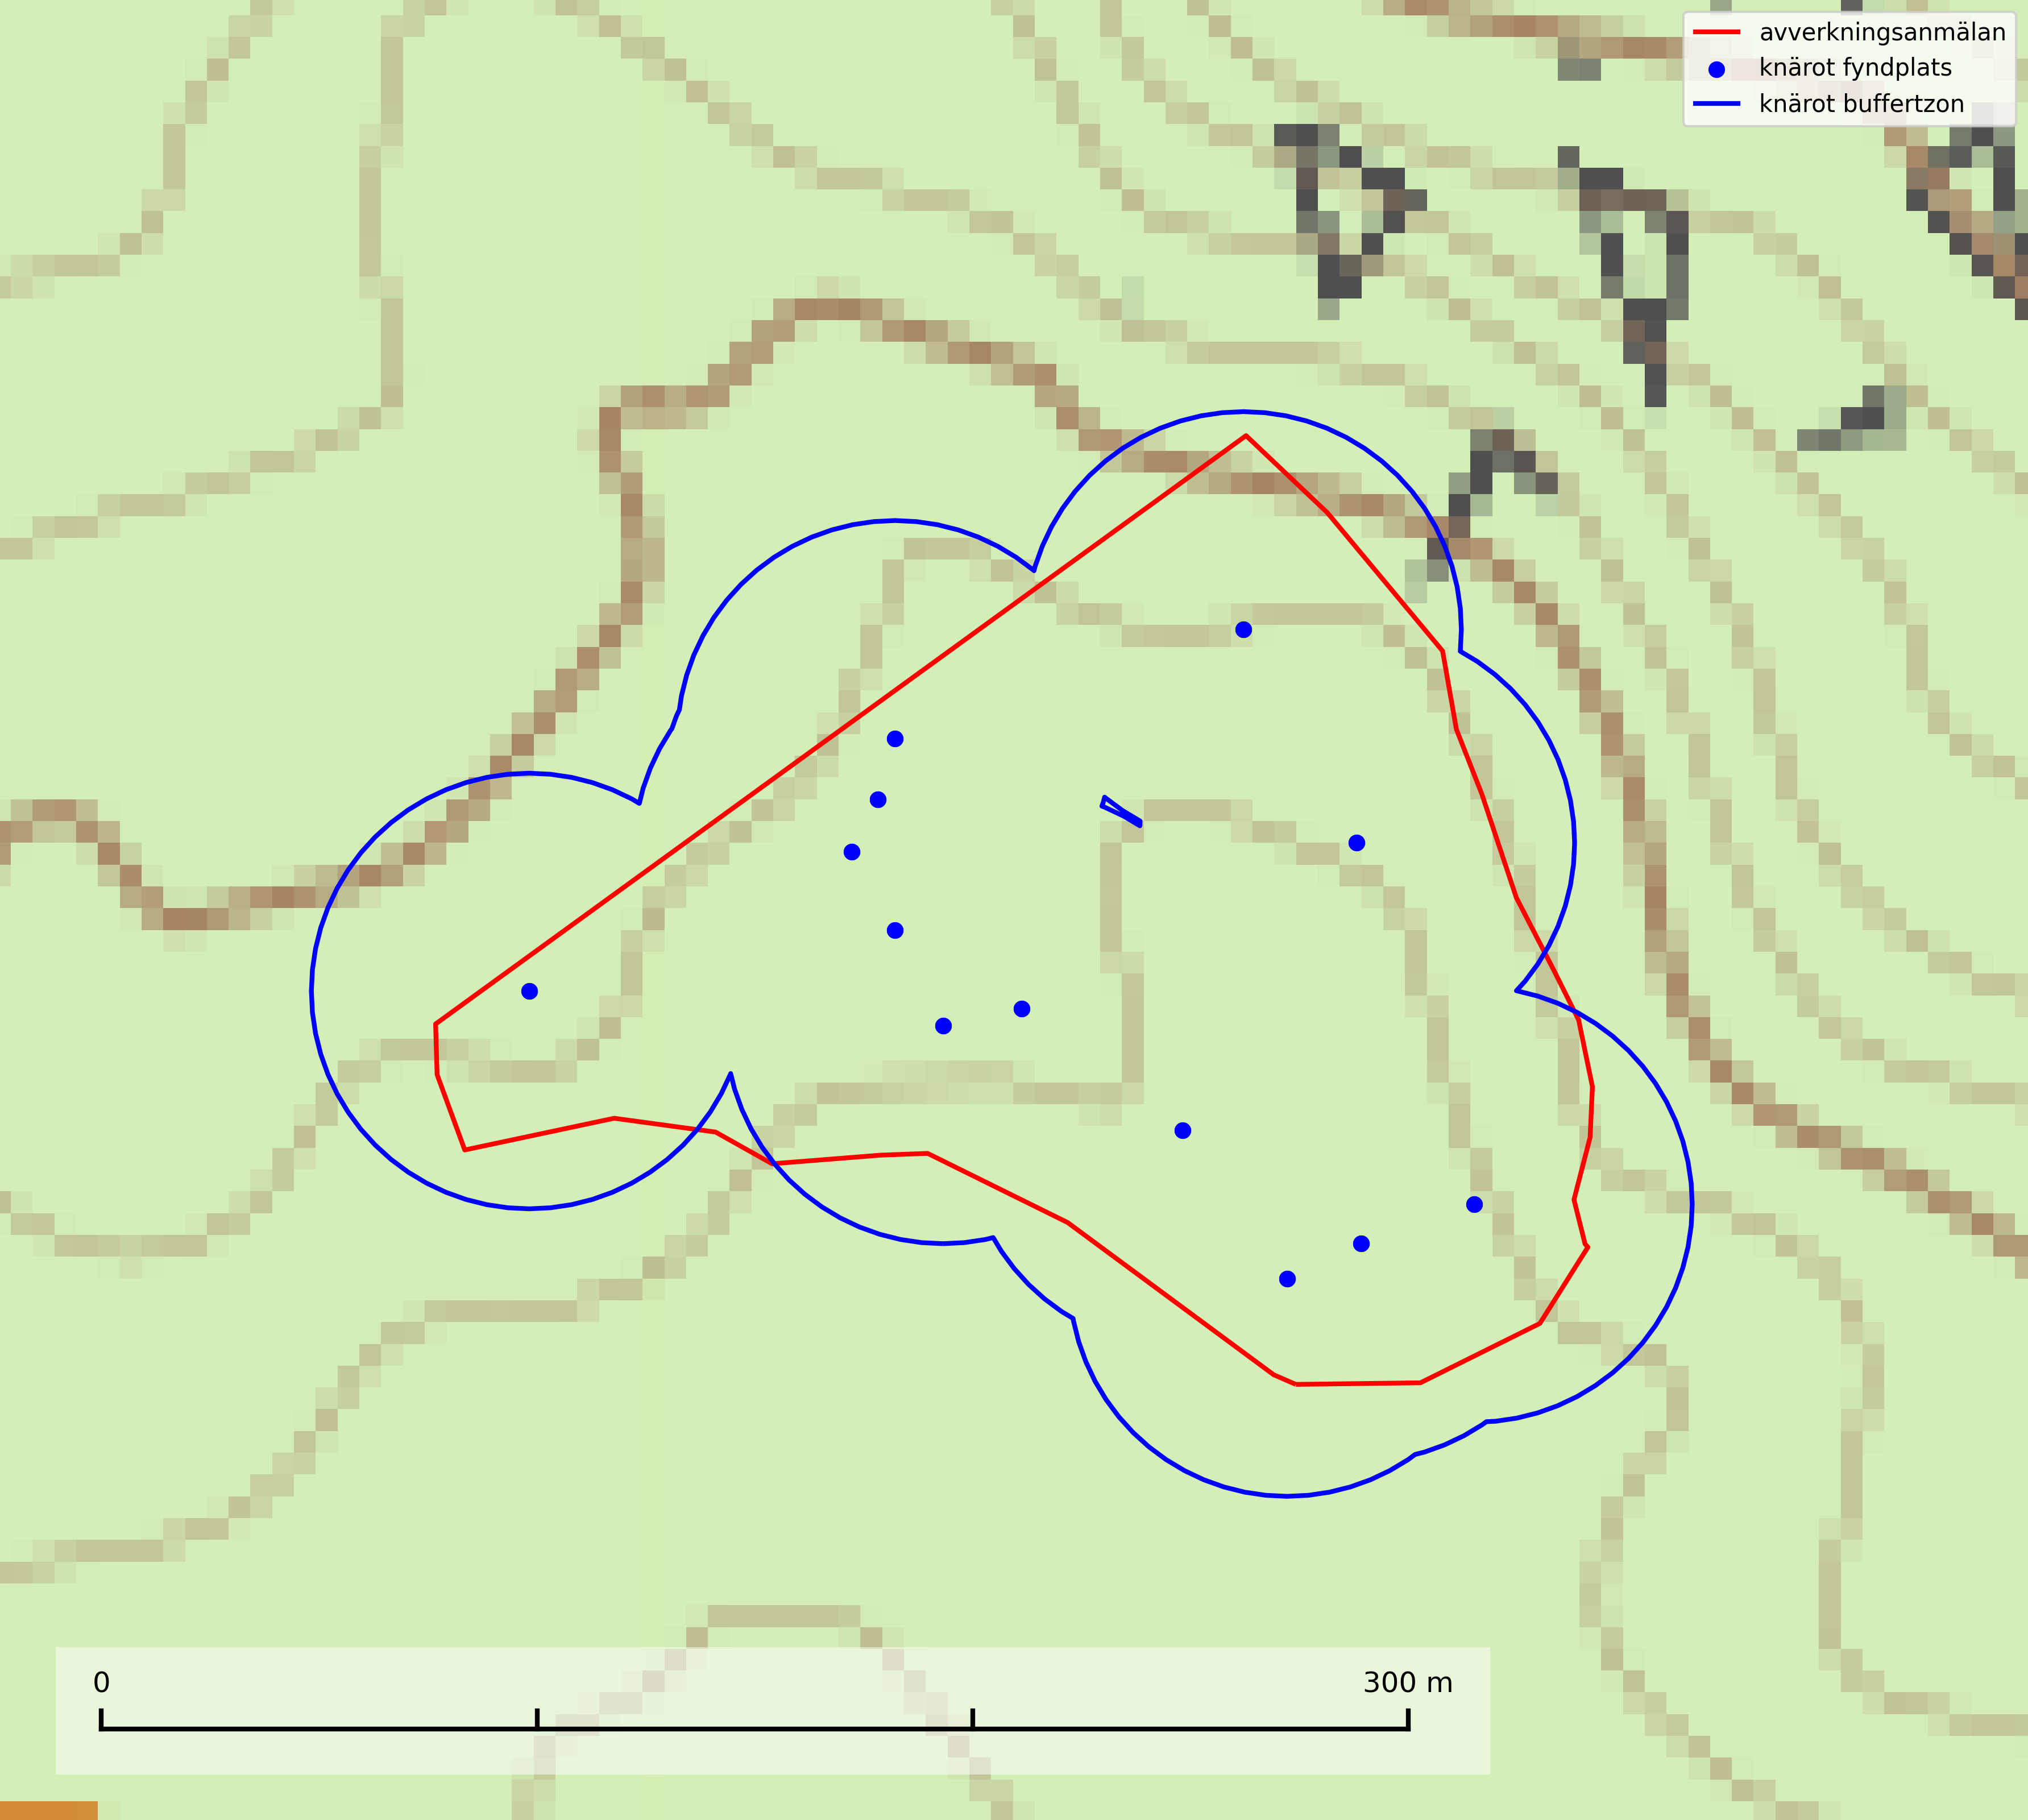 avverkningsanmälan
knärot fyndplats
knärot buffertzon
0 300 m